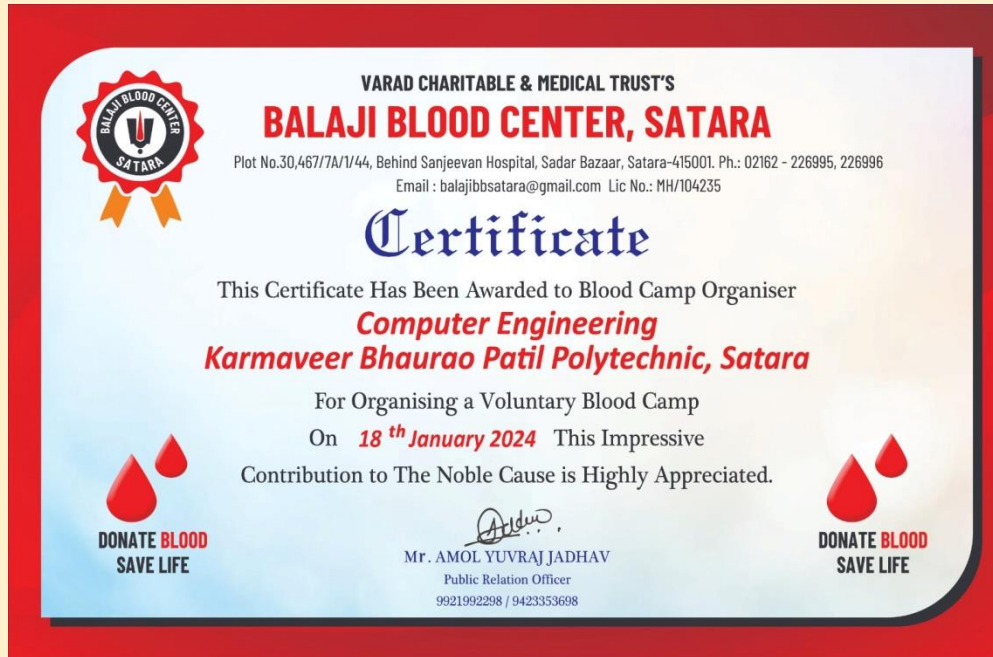 BALAJI BLOOD CENTER
SATARA
VARAD CHARITABLE & MEDICAL TRUST'S
BALAJI BLOOD CENTER, SATARA
Plot No.30,467/7A/1/44, Behind Sanjeevan Hospital, Sadar Bazaar, Satara-415001. Ph.: 02162 - 226995, 226996
Email : balajibbsatara@gmail.com Lic No.: MH/104235
Certificate
This Certificate Has Been Awarded to Blood Camp Organiser
Computer Engineering
Karmaveer Bhaurao Patil Polytechnic, Satara
For Organising a Voluntary Blood Camp
On 18 th January 2024 This Impressive
Contribution to The Noble Cause is Highly Appreciated.
DONATE BLOOD
SAVE LIFE
Mr. AMOL YUVRAJ JADHAV
Public Relation Officer
9921992298 / 9423353698
DONATE BLOOD
SAVE LIFE